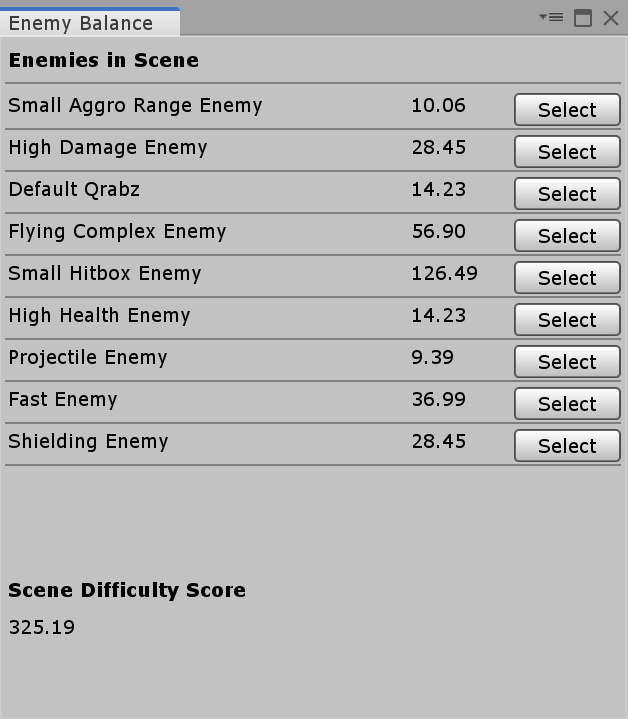 Enemy Balance
Enemies in Scene
Small Aggro Range Enemy 10.06 Select
High Damage Enemy 28.45 Select
Default Qrabz 14.23 Select
Flying Complex Enemy 56.90 Select
Small Hitbox Enemy 126.49 Select
High Health Enemy 14.23 Select
Projectile Enemy 9.39 Select
Fast Enemy 36.99 Select
Shielding Enemy 28.45 Select
Scene Difficulty Score
325.19